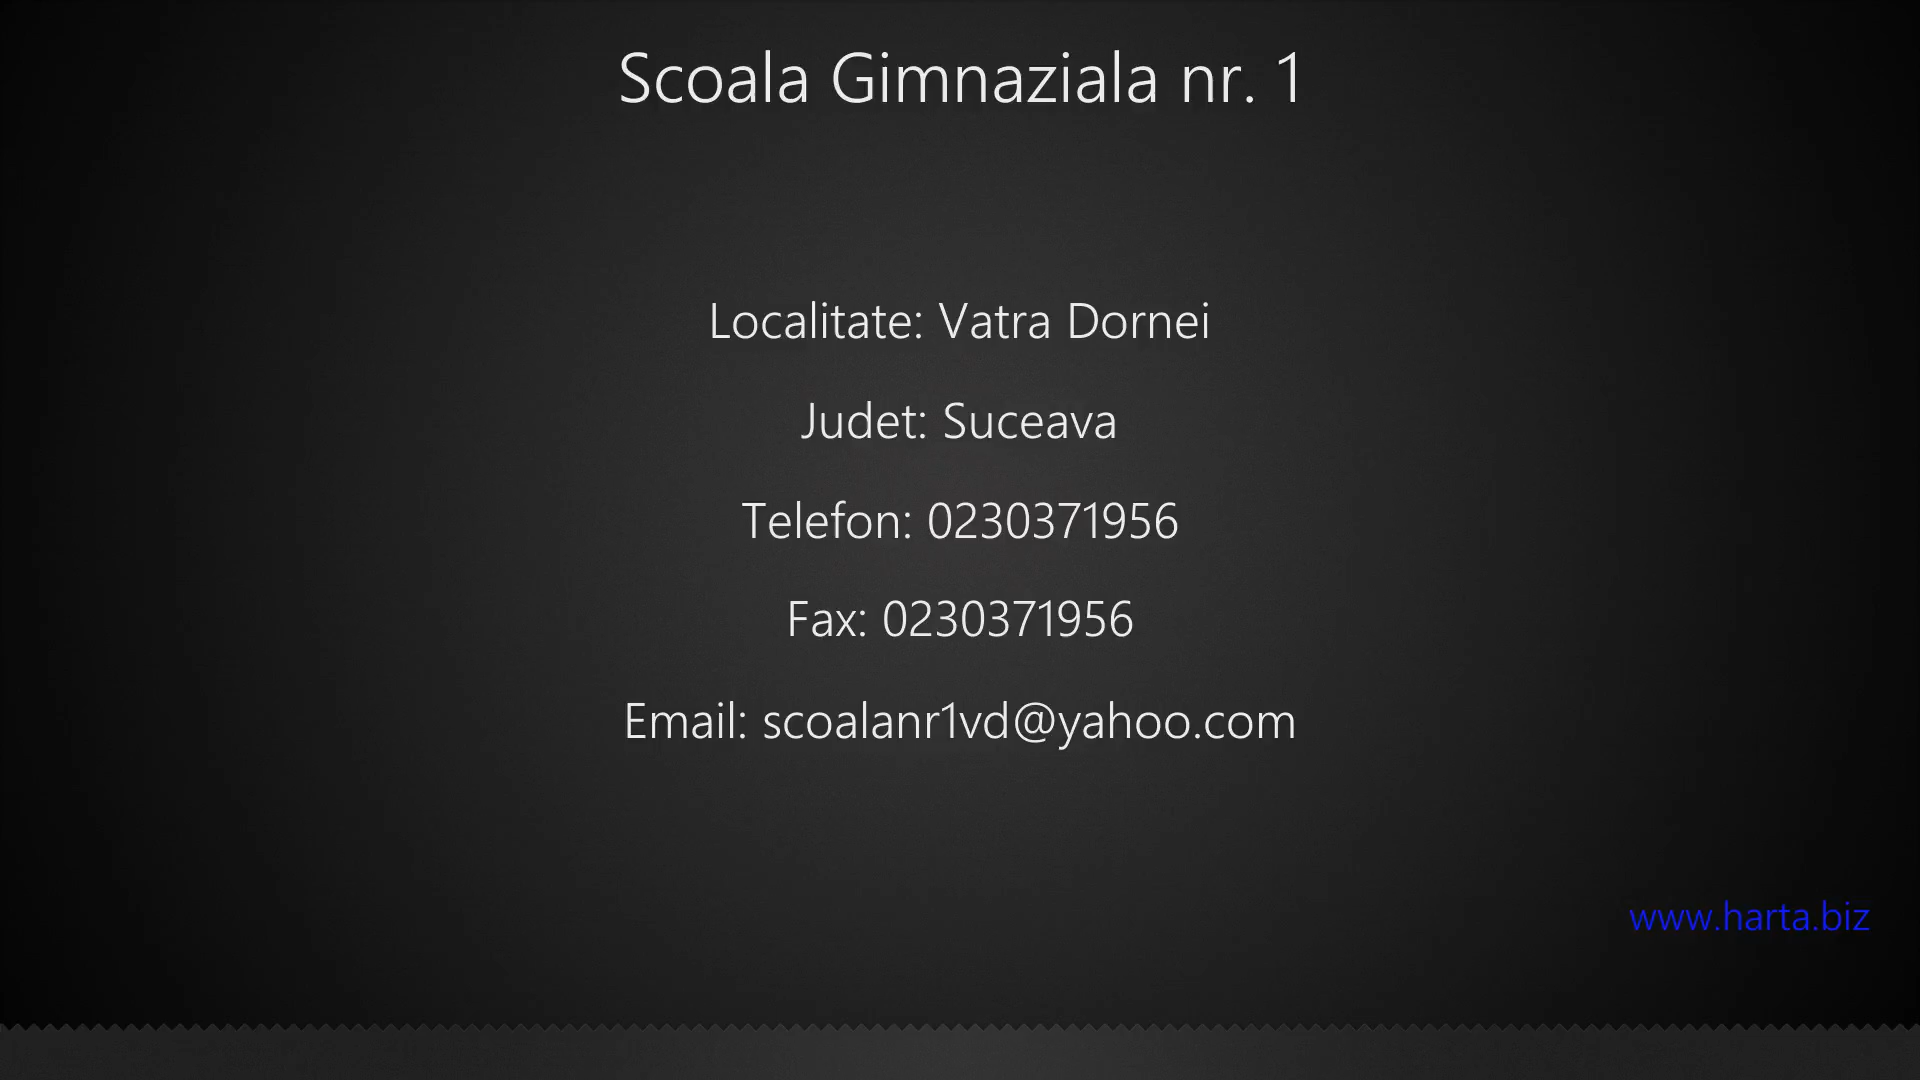 Scoala Gimnaziala nr. 1
Localitate: Vatra Dornei
Judet: Suceava
Telefon: 0230371956
Fax: 0230371956
Email: scoalanr1vd@yahoo.com
www.harta.biz